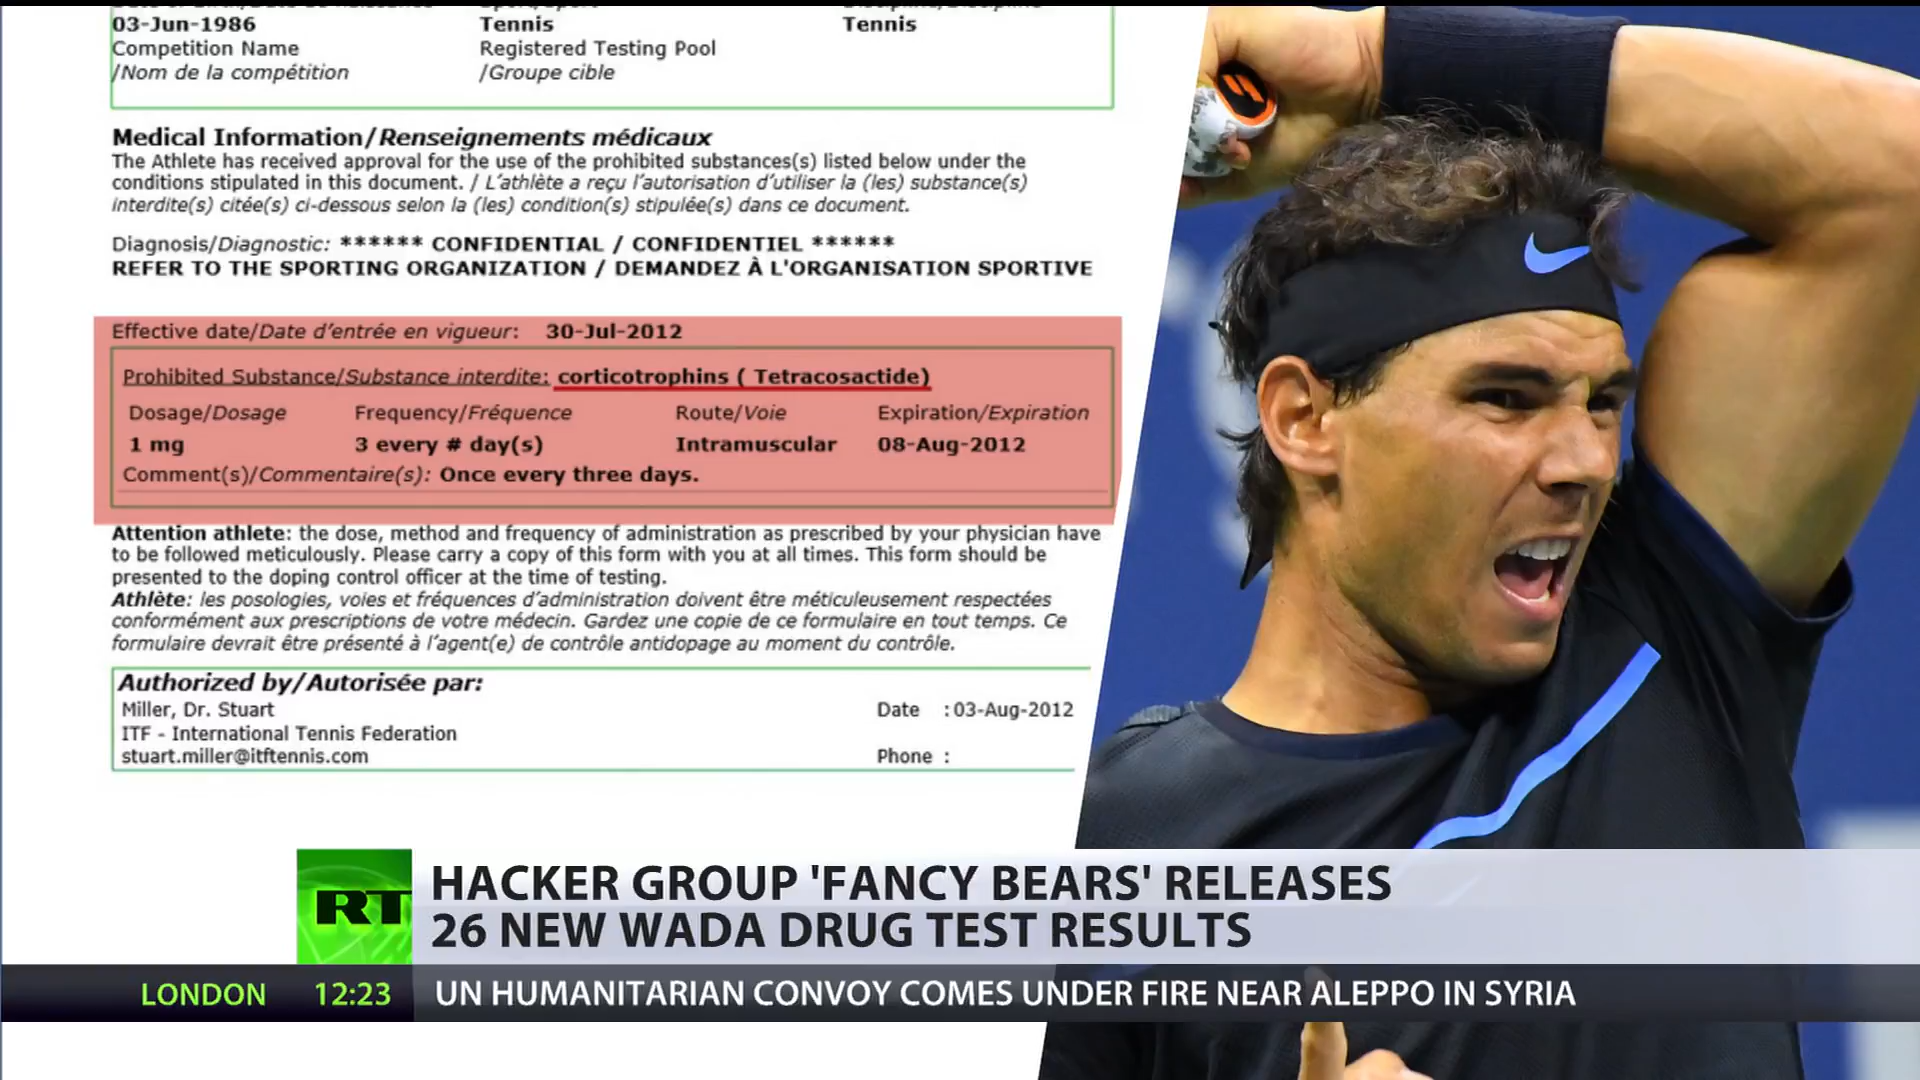 03-Jun-1986 Tennis Tennis
Competition Name Registered Testing Pool
/Nom de la compétition /Groupe cible
Medical Information/Renseignements médicaux
The Athlete has received approval for the use of the prohibited substances(s) listed below under the
conditions stipulated in this document. / L'athlète a reçu l'autorisation d'utiliser la (les) substance(s)
interdite(s) citée(s) ci-dessous selon la (les) condition(s) stipulée(s) dans ce document.
Diagnosis/Diagnostic: ****** CONFIDENTIAL / CONFIDENTIEL ******
REFER TO THE SPORTING ORGANIZATION / DEMANDEZ À L'ORGANISATION SPORTIVE
Effective date/Date d'entrée en vigueur: 30-Jul-2012
Prohibited Substance/Substance interdite: corticotrophins ( Tetracosactide)
Dosage/Dosage Frequency/Fréquence Route/Voie Expiration/Expiration
1 mg 3 every # day(s) Intramuscular 08-Aug-2012
Comment(s)/Commentaire(s): Once every three days.
Attention athlete: the dose, method and frequency of administration as prescribed by your physician have
to be followed meticulously. Please carry a copy of this form with you at all times. This form should be
presented to the doping control officer at the time of testing.
Athlète: les posologies, voies et fréquences d'administration doivent être méticuleusement respectées
conformément aux prescriptions de votre médecin. Gardez une copie de ce formulaire en tout temps. Ce
formulaire devrait être présenté à l'agent(e) de contrôle antidopage au moment du contrôle.
Authorized by/Autorisée par:
Miller, Dr. Stuart Date :03-Aug-2012
ITF - International Tennis Federation
stuart.miller@itftennis.com Phone :
RT
HACKER GROUP 'FANCY BEARS' RELEASES
26 NEW WADA DRUG TEST RESULTS
LONDON 12:23 UN HUMANITARIAN CONVOY COMES UNDER FIRE NEAR ALEPPO IN SYRIA